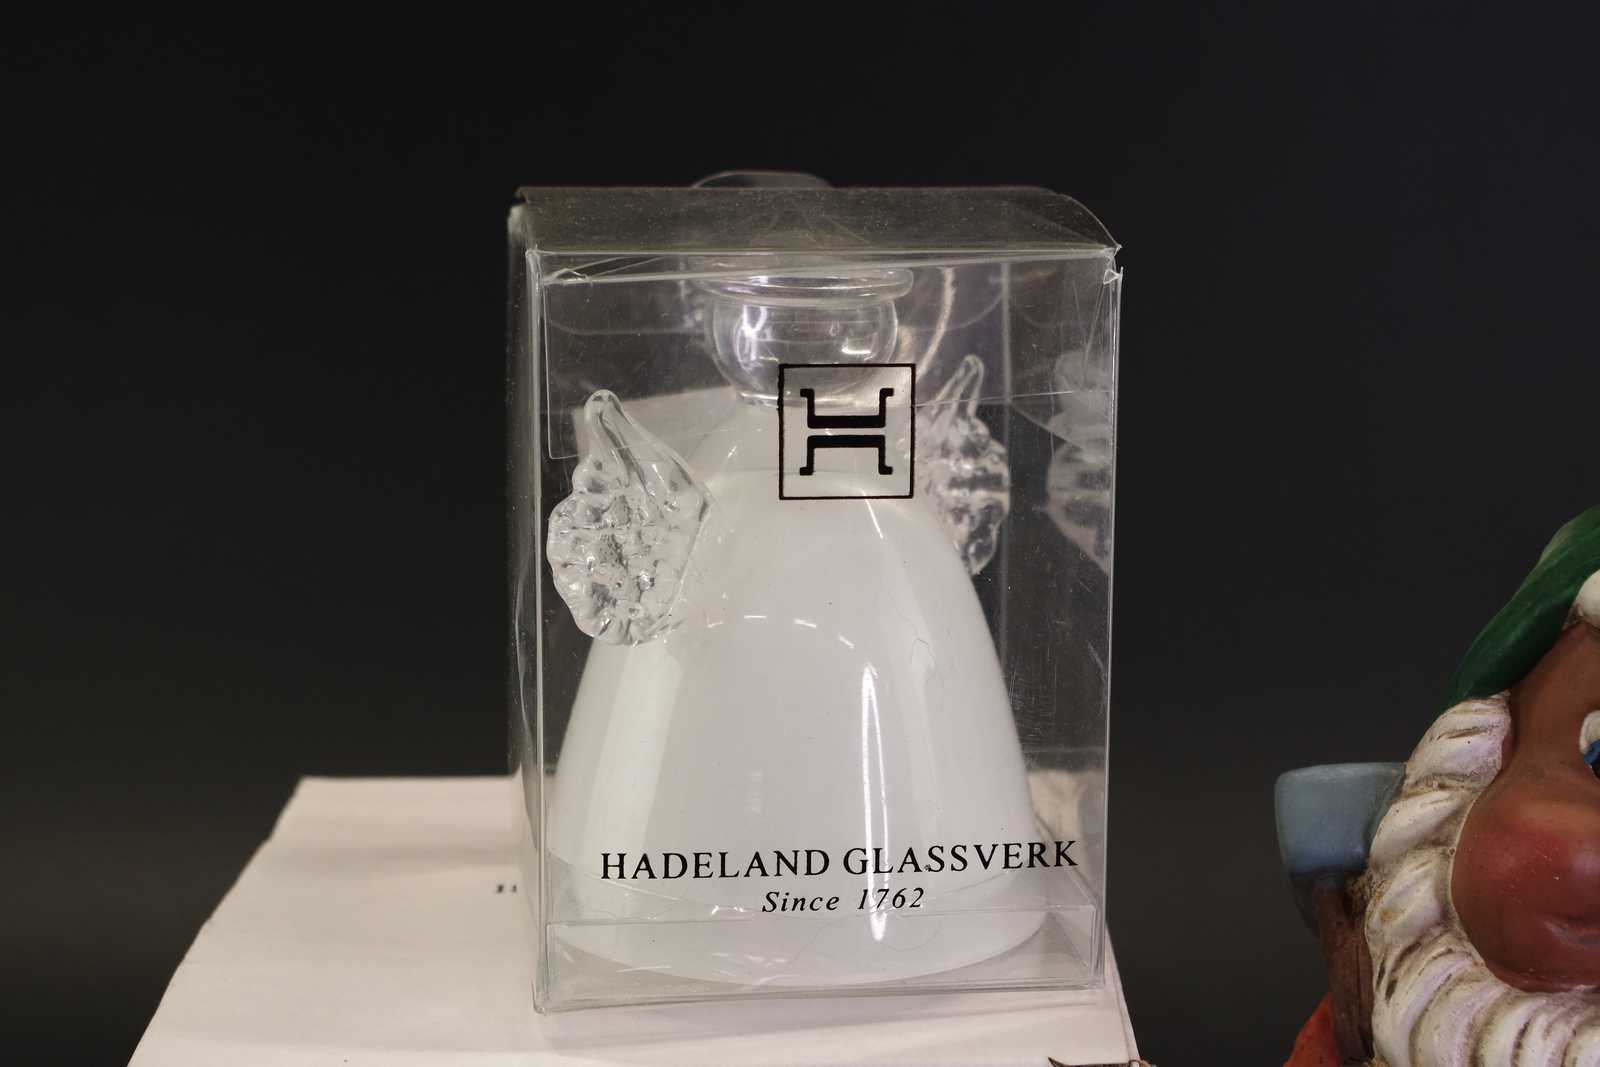 H
HADELAND GLASSVERK
Since 1762